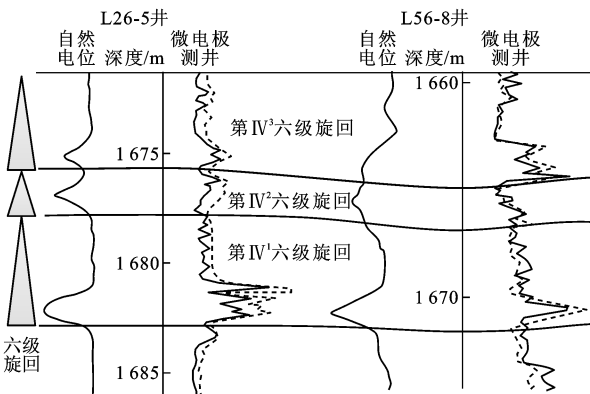 L26-5井
L56-8井
自然
电位
深度/m
微电极
测井
自然
电位
深度/m
微电极
测井
1 660
第Ⅳ³六级旋回
1 675
第Ⅳ²六级旋回
第Ⅳ¹六级旋回
1 680
1 670
六级
旋回
1 685